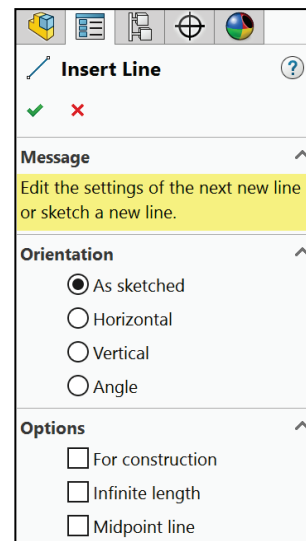 Insert Line
?
Message
Edit the settings of the next new line
or sketch a new line.
Orientation
As sketched
Horizontal
Vertical
Angle
Options
For construction
Infinite length
Midpoint line